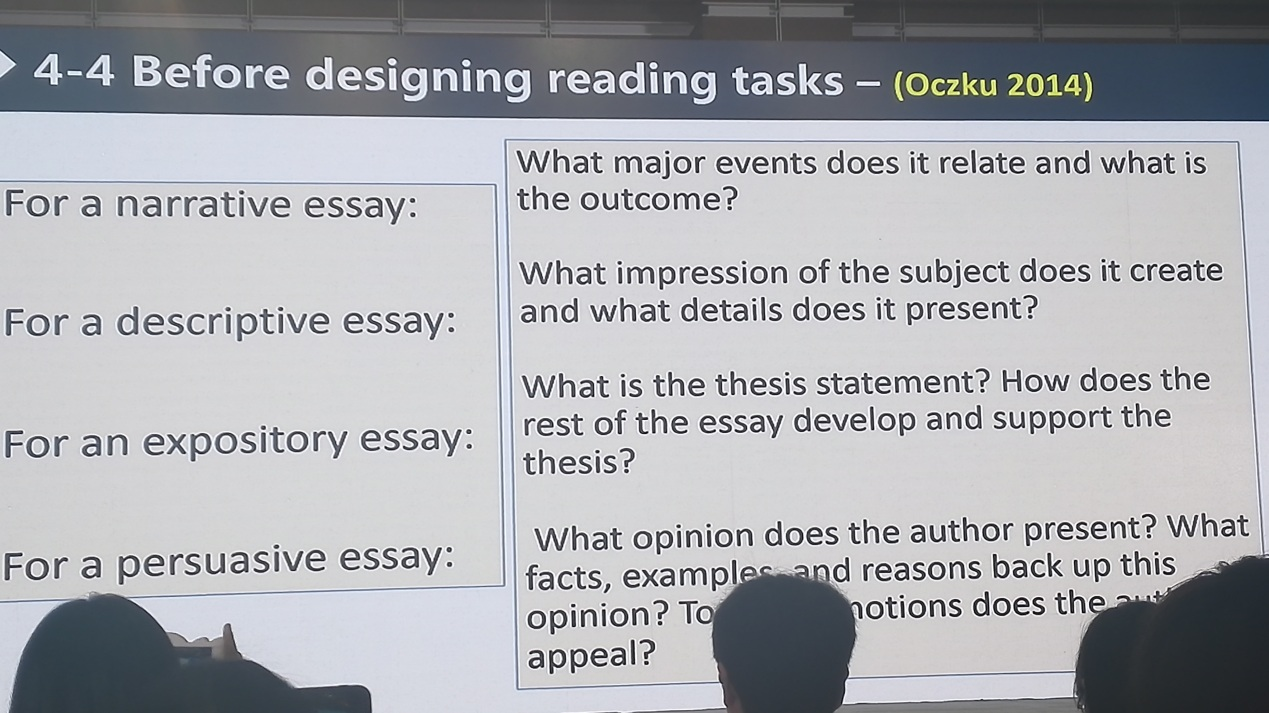 4-4 Before designing reading tasks – (Oczku 2014)
For a narrative essay:
What major events does it relate and what is
the outcome?
For a descriptive essay:
What impression of the subject does it create
and what details does it present?
For an expository essay:
What is the thesis statement? How does the
rest of the essay develop and support the
thesis?
For a persuasive essay:
What opinion does the author present? What
facts, examples and reasons back up this
opinion? To does the
appeal?